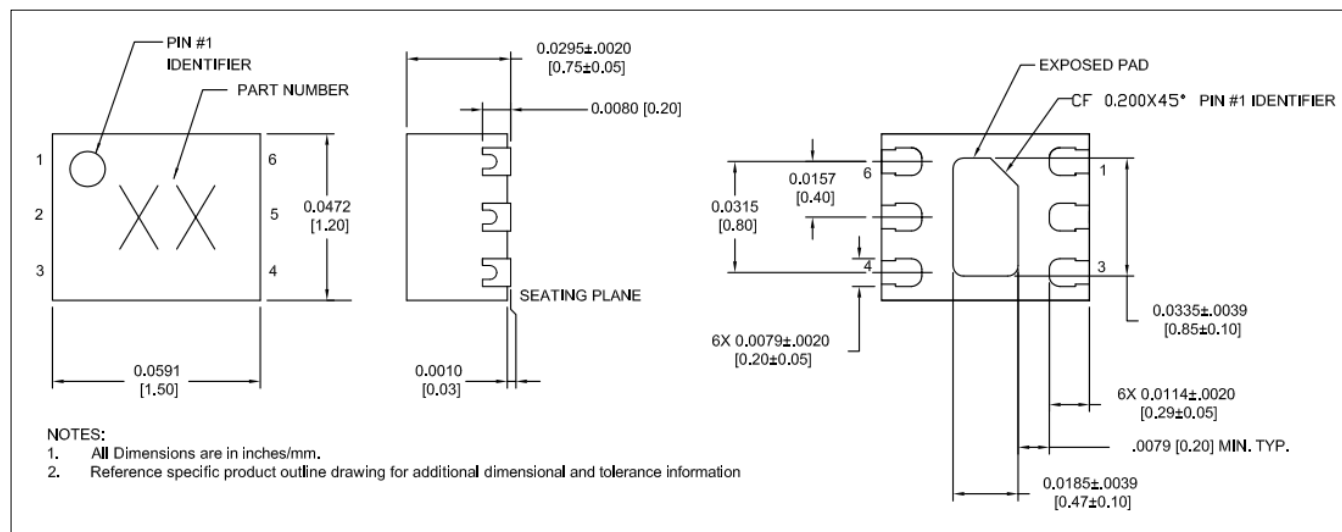 PIN #1
IDENTIFIER
PART NUMBER
1
2
3
6
5
4
0.0472
[1.20]
0.0591
[1.50]
0.0295±.0020
[0.75±0.05]
0.0080 [0.20]
SEATING PLANE
0.0010
[0.03]
XX
EXPOSED PAD
CF 0.200X45° PIN #1 IDENTIFIER
6
4
1
3
0.0157
[0.40]
0.0315
[0.80]
6X 0.0079±.0020
[0.20±0.05]
0.0335±.0039
[0.85±0.10]
6X 0.0114±.0020
[0.29±0.05]
.0079 [0.20] MIN. TYP.
0.0185±.0039
[0.47±0.10]
NOTES:
1. All Dimensions are in inches/mm.
2. Reference specific product outline drawing for additional dimensional and tolerance information